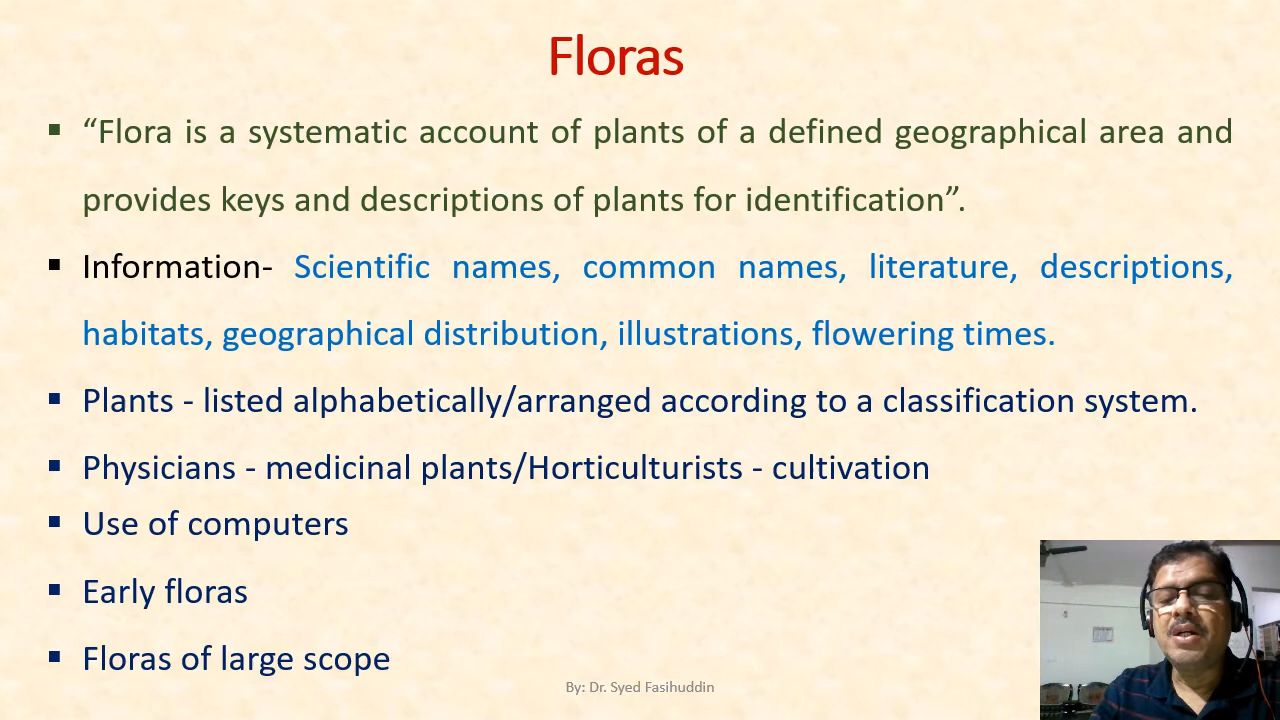 Floras
▪ “Flora is a systematic account of plants of a defined geographical area and
provides keys and descriptions of plants for identification”.
▪ Information- Scientific names, common names, literature, descriptions,
habitats, geographical distribution, illustrations, flowering times.
▪ Plants - listed alphabetically/arranged according to a classification system.
▪ Physicians - medicinal plants/Horticulturists - cultivation
▪ Use of computers
▪ Early floras
▪ Floras of large scope
By: Dr. Syed Fasihuddin